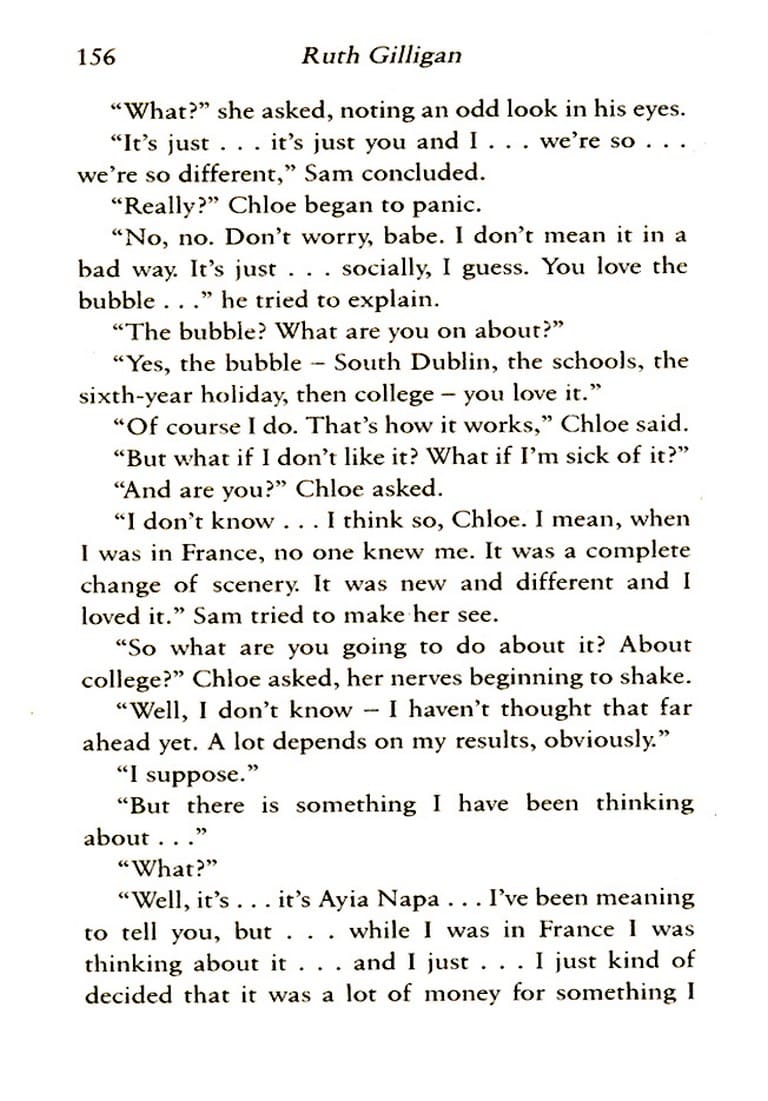 156 Ruth Gilligan
“What?” she asked, noting an odd look in his eyes.
“It’s just . . . it’s just you and I . . . we’re so . . .
we’re so different,” Sam concluded.
“Really?” Chloe began to panic.
“No, no. Don’t worry, babe. I don’t mean it in a
bad way. It’s just . . . socially, I guess. You love the
bubble . . .” he tried to explain.
“The bubble? What are you on about?”
“Yes, the bubble – South Dublin, the schools, the
sixth-year holiday, then college – you love it.”
“Of course I do. That’s how it works,” Chloe said.
“But what if I don’t like it? What if I’m sick of it?”
“And are you?” Chloe asked.
“I don’t know . . . I think so, Chloe. I mean, when
I was in France, no one knew me. It was a complete
change of scenery. It was new and different and I
loved it.” Sam tried to make her see.
“So what are you going to do about it? About
college?” Chloe asked, her nerves beginning to shake.
“Well, I don’t know – I haven’t thought that far
ahead yet. A lot depends on my results, obviously.”
“I suppose.”
“But there is something I have been thinking
about . . .”
“What?”
“Well, it’s . . . it’s Ayia Napa . . . I’ve been meaning
to tell you, but . . . while I was in France I was
thinking about it . . . and I just . . . I just kind of
decided that it was a lot of money for something I